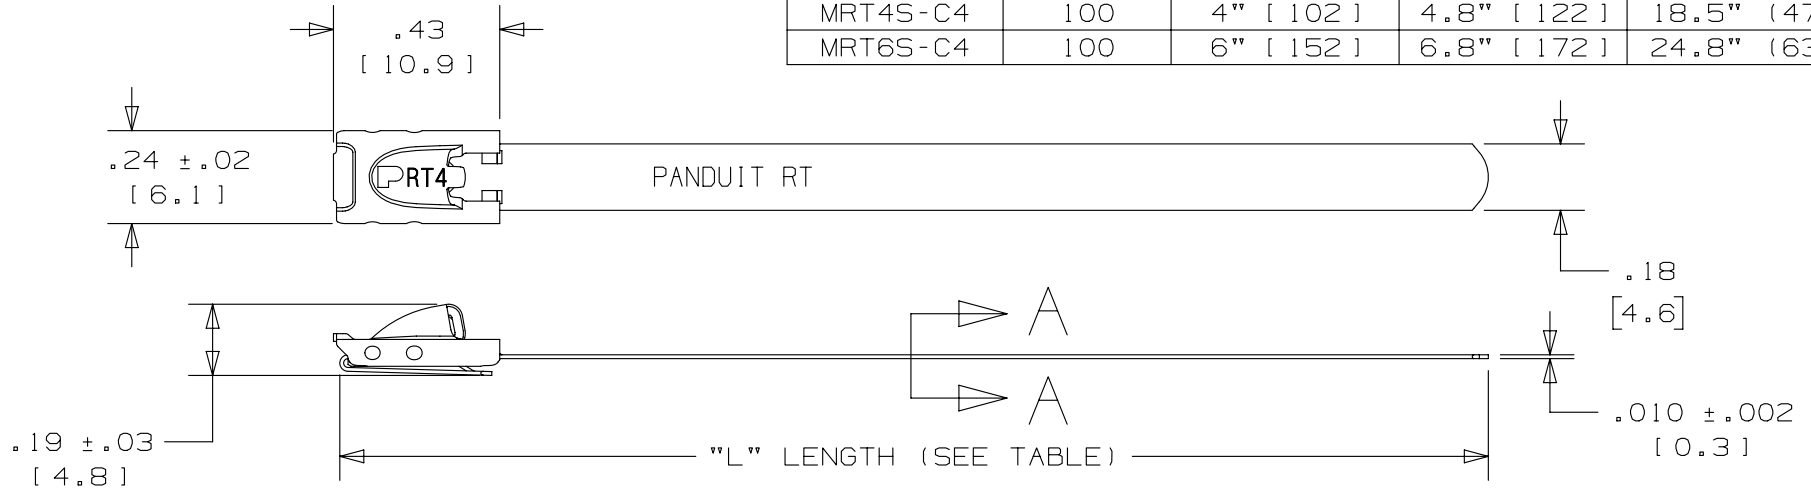 MRT4S-C4 100 4" [102] 4.8" [122] 18.5"
MRT6S-C4 100 6" [152] 6.8" [172] 24.8"
.43
[10.9]
.24 ±.02
[6.1]
PRT4
PANDUIT RT
.18
[4.6]
A
A
.19 ±.03
[4.8]
"L" LENGTH (SEE TABLE)
.010 ±.002
[0.3]